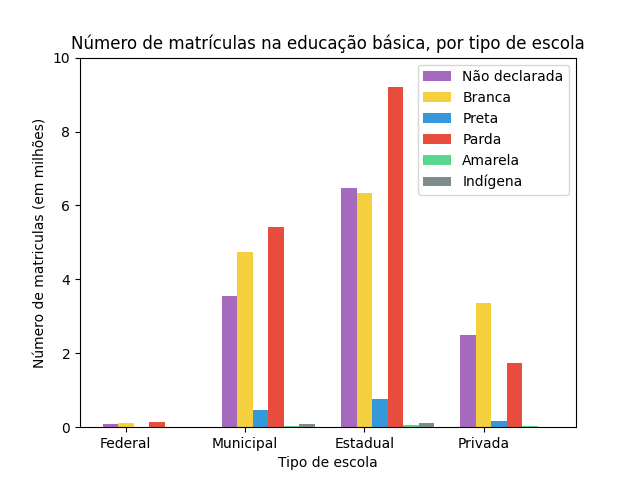 Número de matrículas na educação básica, por tipo de escola
Número de matriculas (em milhões)
10
8
6
4
2
0
Não declarada
Branca
Preta
Parda
Amarela
Indígena
Federal
Municipal
Estadual
Privada
Tipo de escola